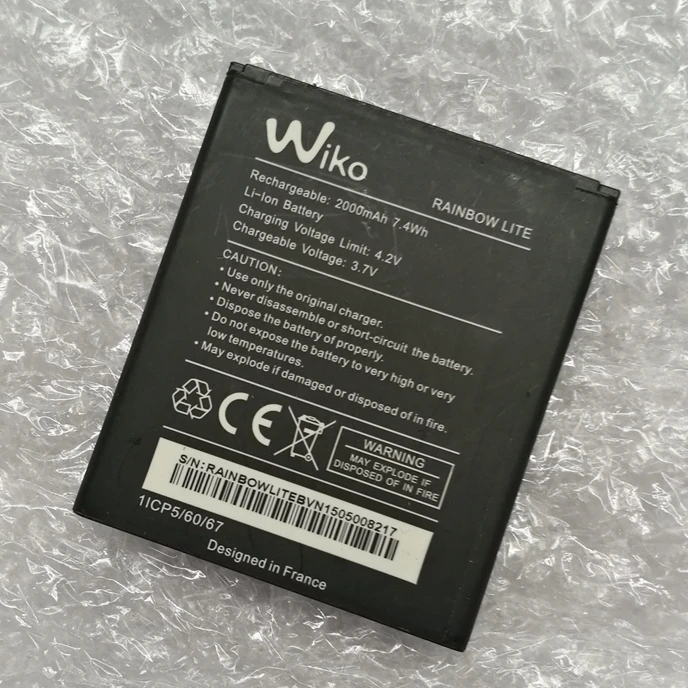 Wiko
RAINBOW LITE
Rechargeable: 2000mAh 7.4Wh
Li-Ion Battery
Charging Voltage Limit: 4.2V
Chargeable Voltage: 3.7V
CAUTION:
• Use only the original charger.
• Never disassemble or short-circuit the battery.
• Dispose the battery of properly.
• Do not expose the battery to very high or very
low temperatures.
• May explode if damaged or disposed of in fire.
CE
WARNING
MAY EXPLODE IF
DISPOSED OF IN FIRE
S/N:RAINBOWLITEBVN1505008217
1ICP5/60/67
Designed in France